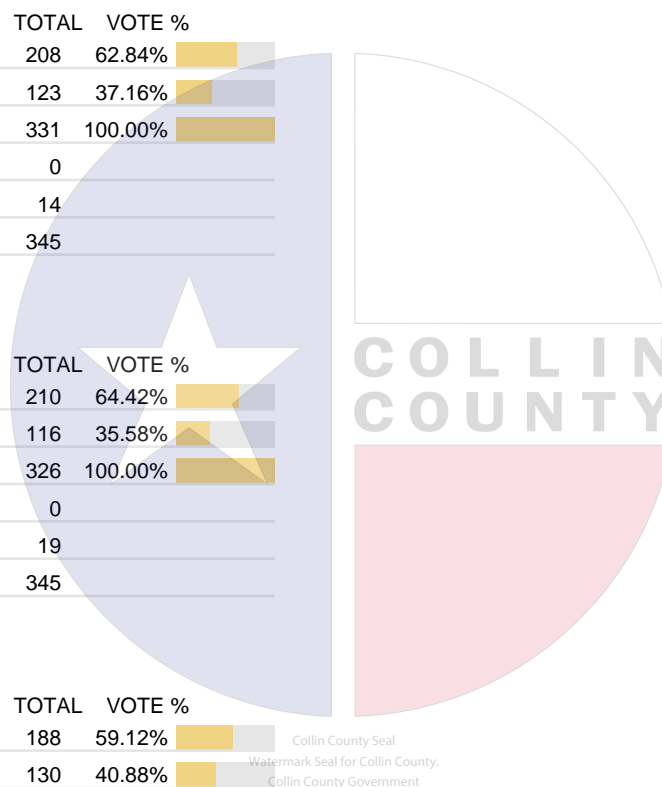 TOTAL VOTE %
208 62.84%
123 37.16%
331 100.00%
0
14
345
TOTAL VOTE %
210 64.42%
116 35.58%
326 100.00%
0
19
345
COLLIN
COUNTY
TOTAL VOTE %
188 59.12%
130 40.88%
Collin County Seal
Watermark Seal for Collin County.
Collin County Government